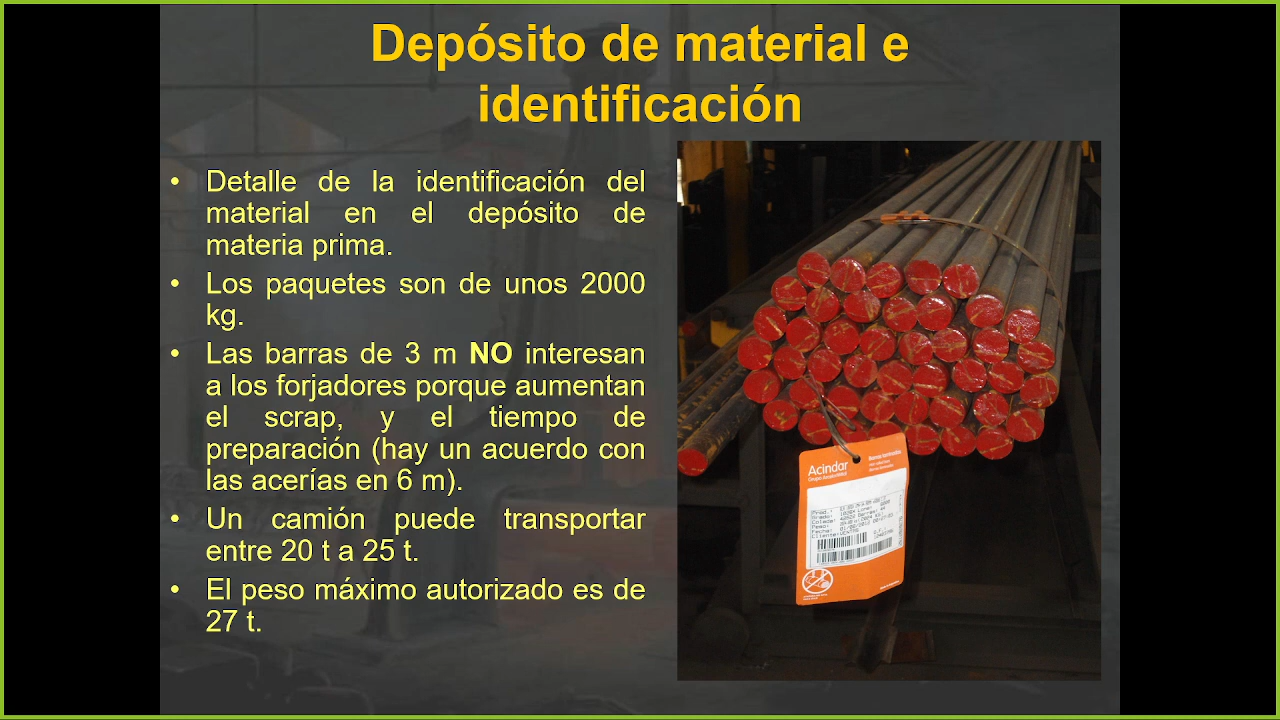 Depósito de material e
identificación
• Detalle de la identificación del
material en el depósito de
materia prima.
• Los paquetes son de unos 2000
kg.
• Las barras de 3 m NO interesan
a los forjadores porque aumentan
el scrap, y el tiempo de
preparación (hay un acuerdo con
las acerías en 6 m).
• Un camión puede transportar
entre 20 t a 25 t.
• El peso máximo autorizado es de
27 t.
Acindar